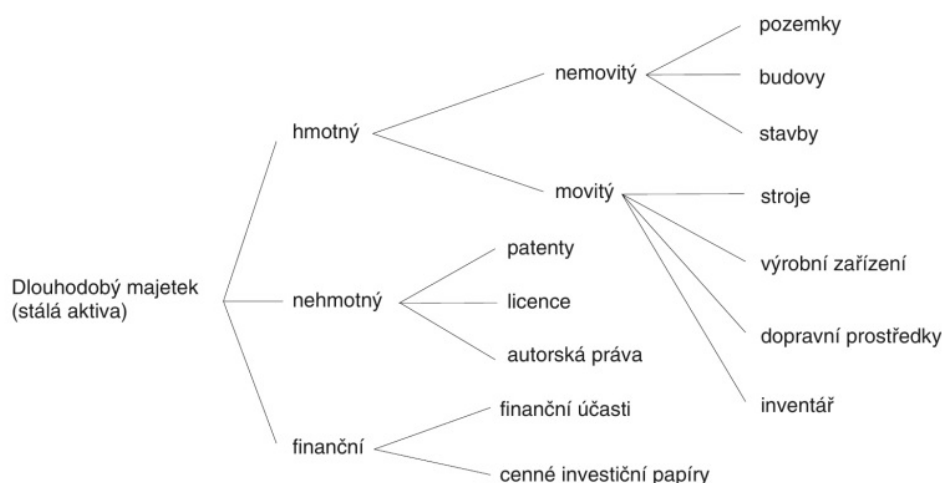 pozemky
nemovitý
budovy
hmotný
stavby
movitý
stroje
patenty
výrobní zařízení
Dlouhodobý majetek
(stálá aktiva)
nehmotný
licence
dopravní prostředky
autorská práva
finanční účasti
inventář
finanční
cenné investiční papíry